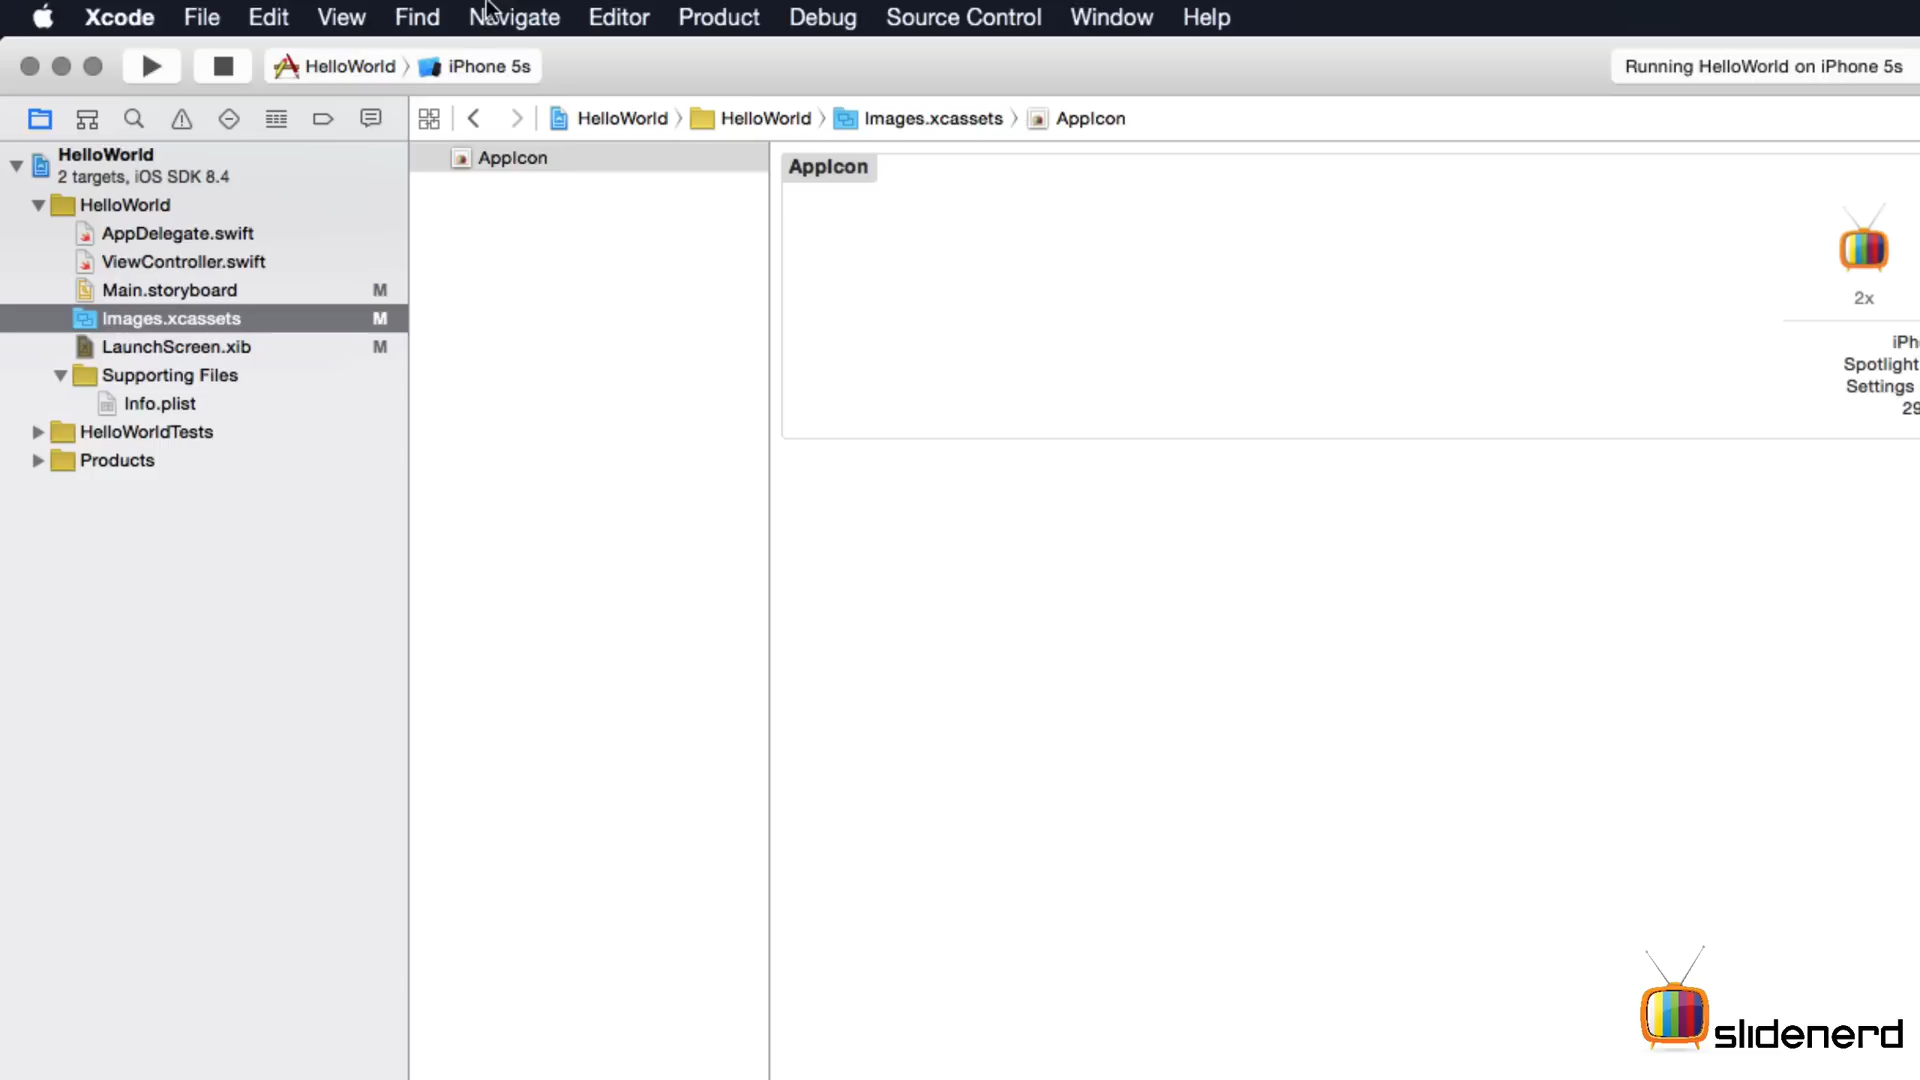 Xcode File Edit View Find Navigate Editor Product Debug Source Control Window Help
HelloWorld iPhone 5s
Running HelloWorld on iPhone 5s
HelloWorld HelloWorld Images.xcassets AppIcon
HelloWorld
2 targets, iOS SDK 8.4
HelloWorld
AppDelegate.swift
ViewController.swift
Main.storyboard M
Images.xcassets M
LaunchScreen.xib M
Supporting Files
Info.plist
HelloWorldTests
Products
AppIcon
AppIcon
2x
iPh
Spotlight
Settings
29
slidenerd